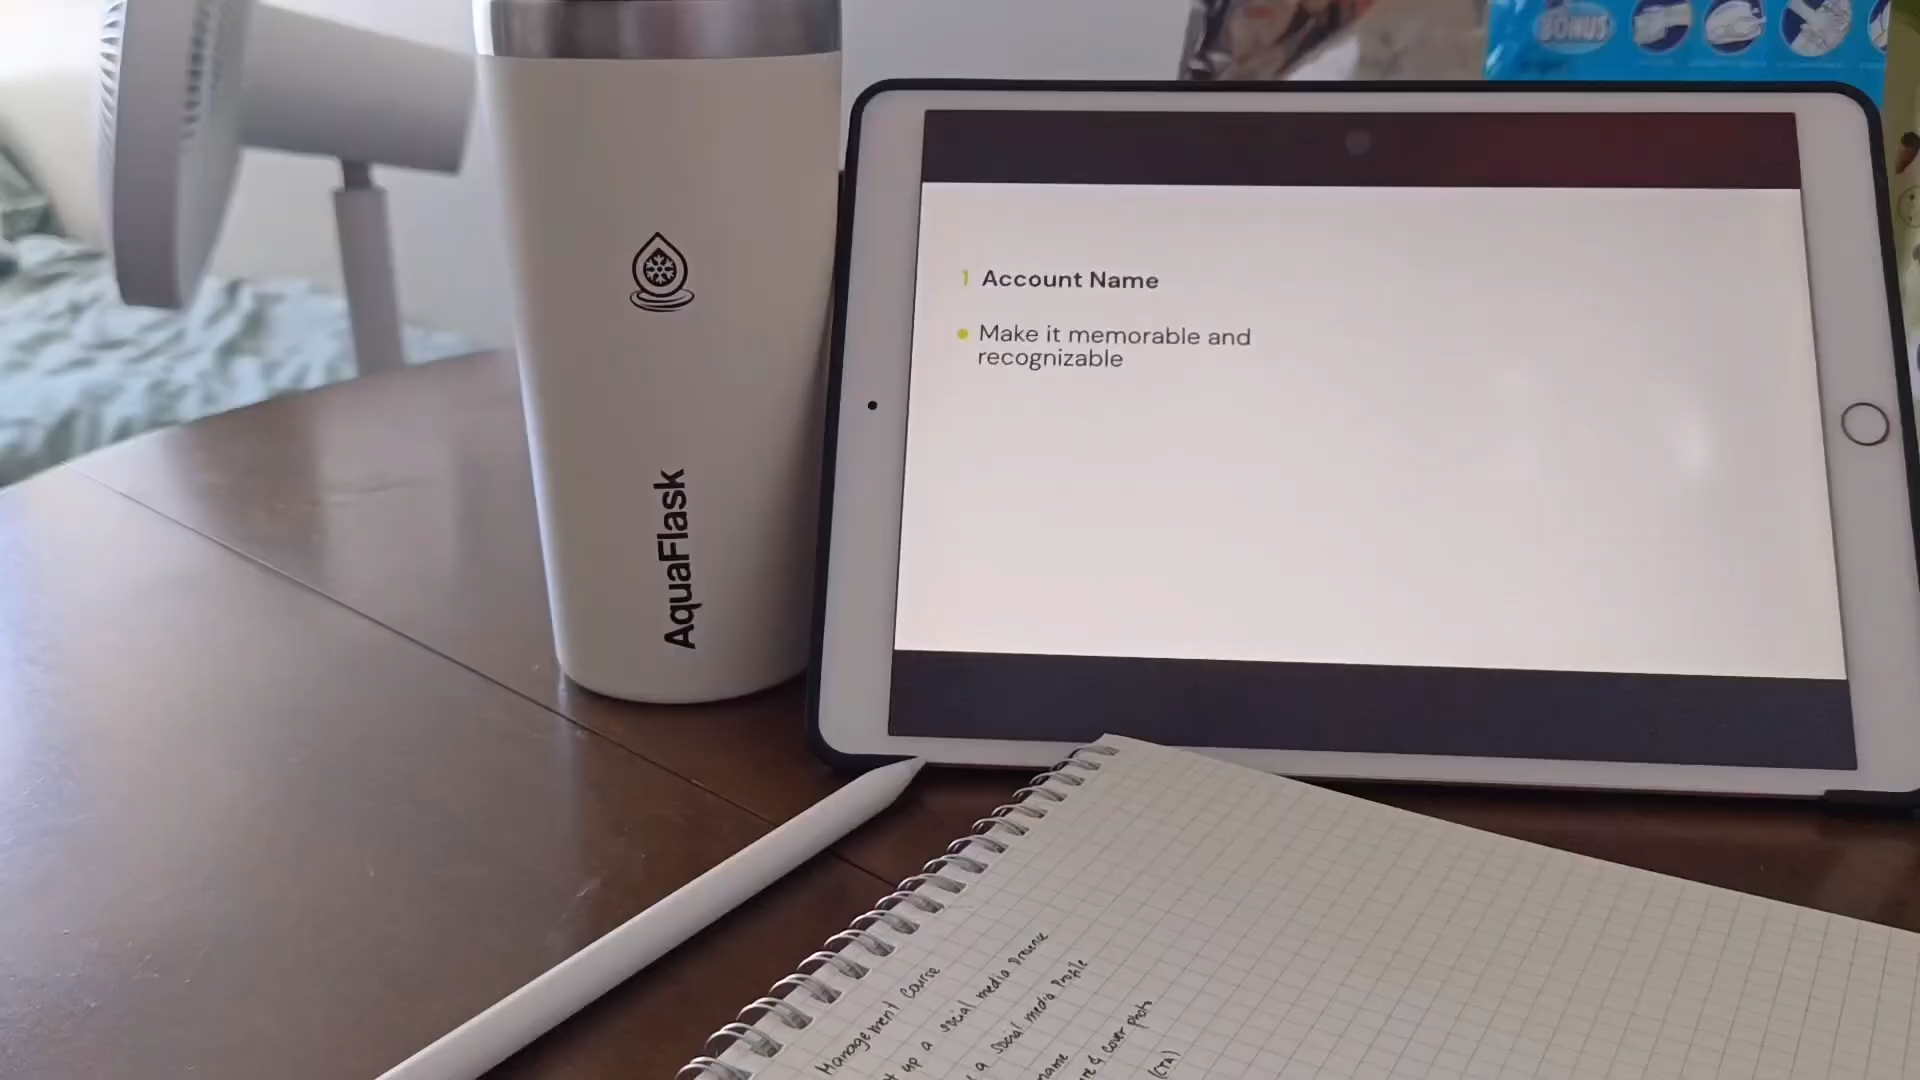 BONUS
1 Account Name
Make it memorable and
recognizable
AquaFlask
Management Course
up a social media presence
a social media Profile
name
& cover photo
(CTA)